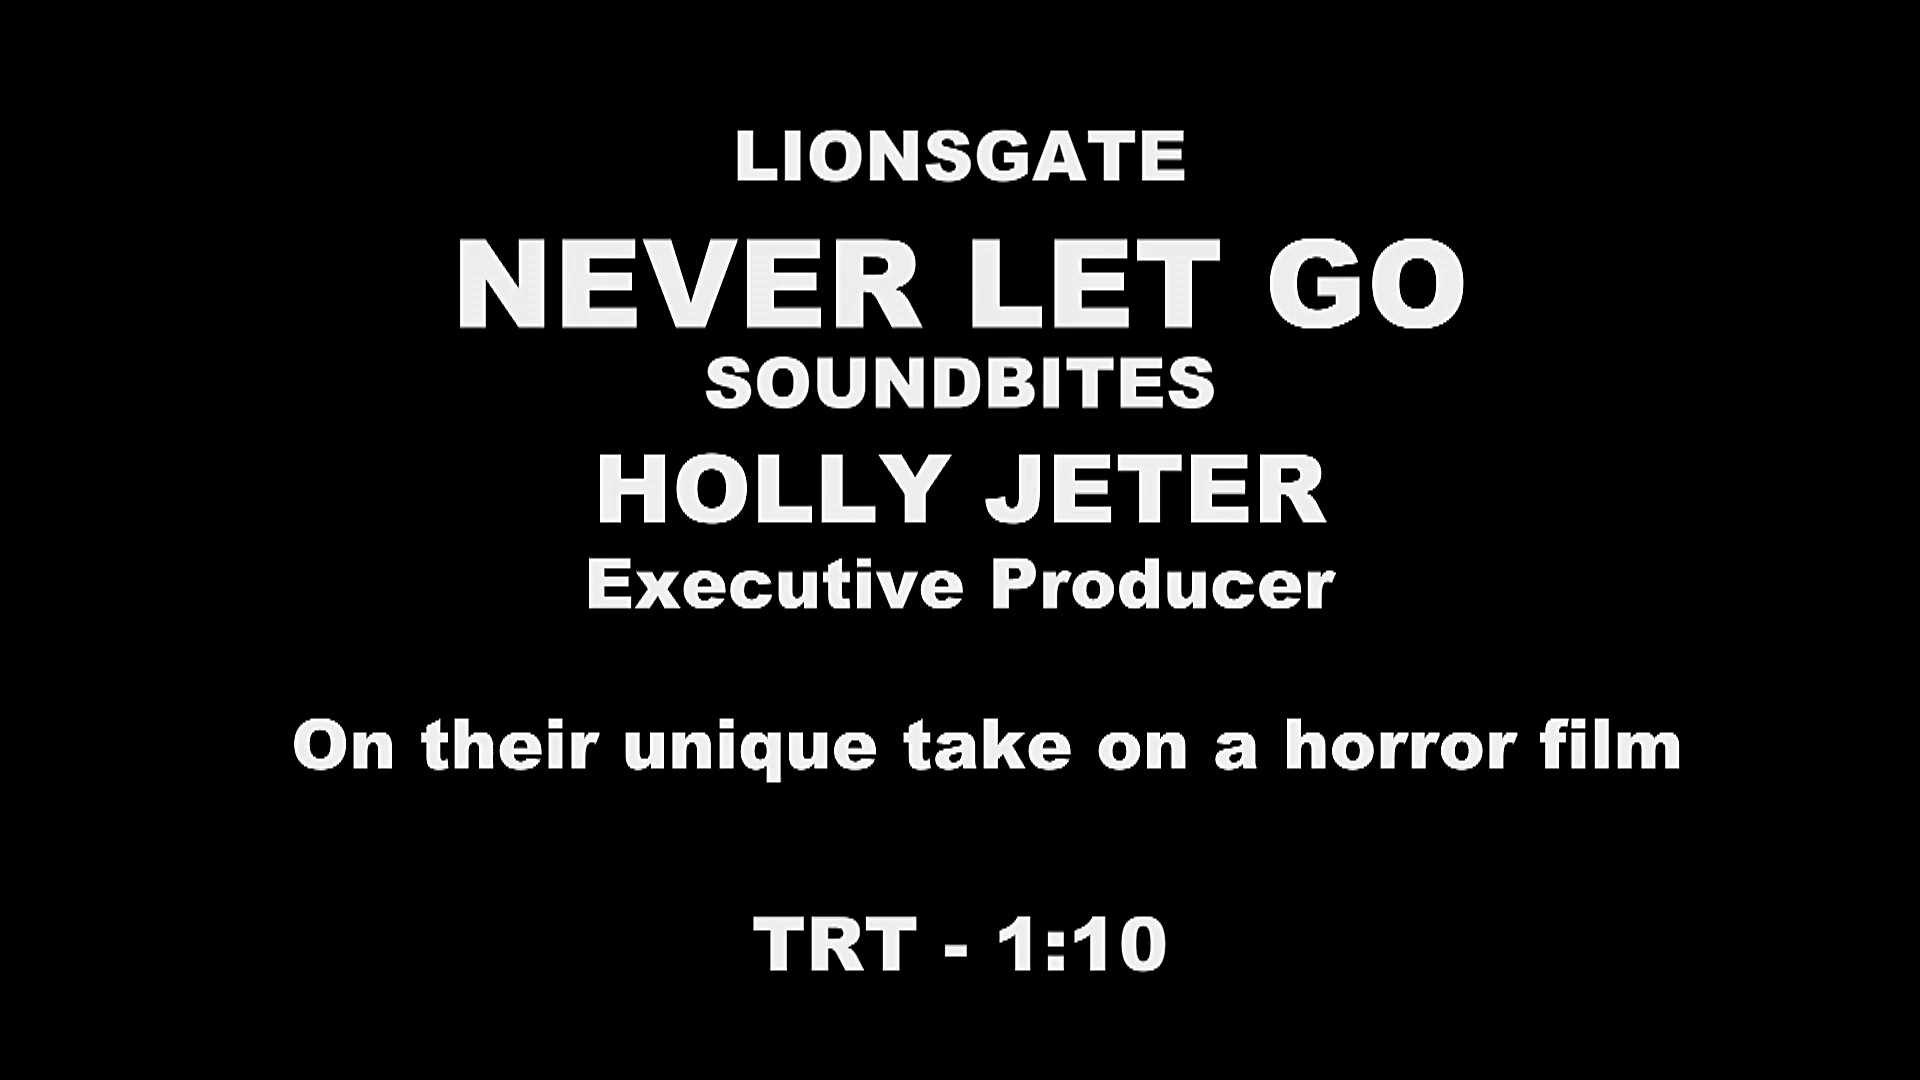 LIONSGATE
NEVER LET GO
SOUNDBITES
HOLLY JETER
Executive Producer
On their unique take on a horror film
TRT - 1:10